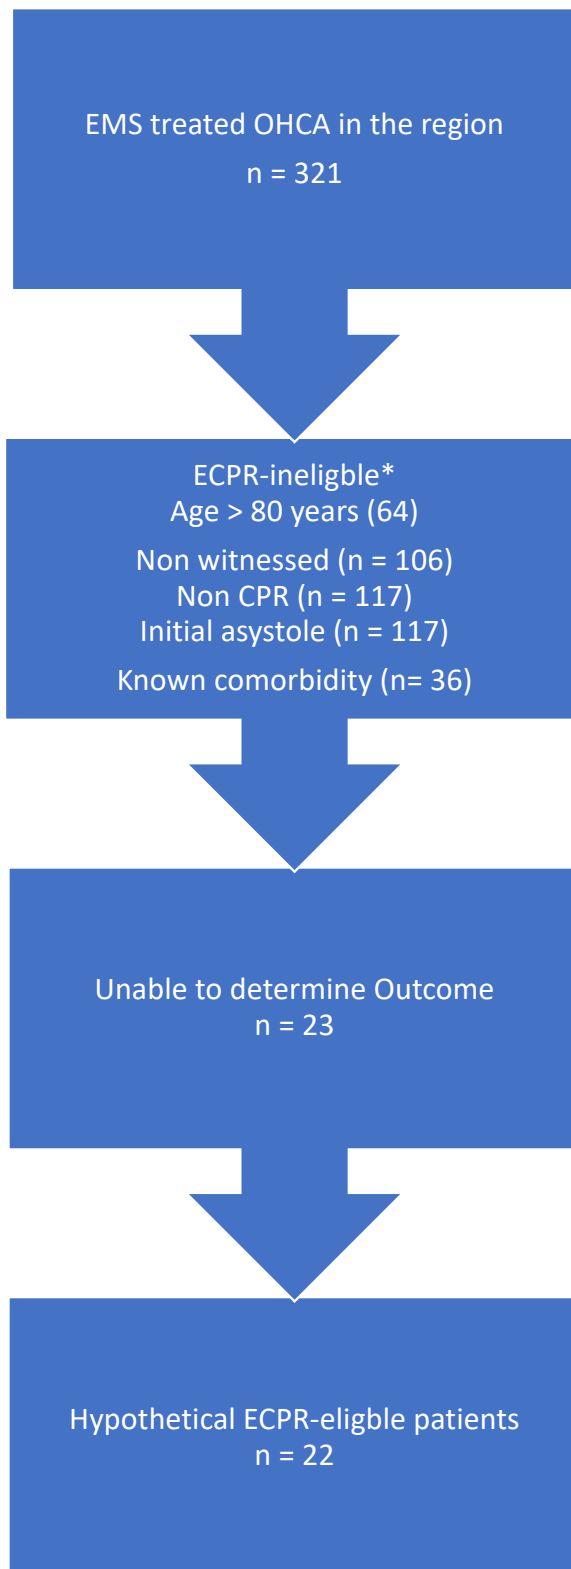 EMS treated OHCA in the region
n = 321
ECPR-ineligble*
Age > 80 years (64)
Non witnessed (n = 106)
Non CPR (n = 117)
Initial asystole (n = 117)
Known comorbidity (n= 36)
Unable to determine Outcome
n = 23
Hypothetical ECPR-eligble patients
n = 22